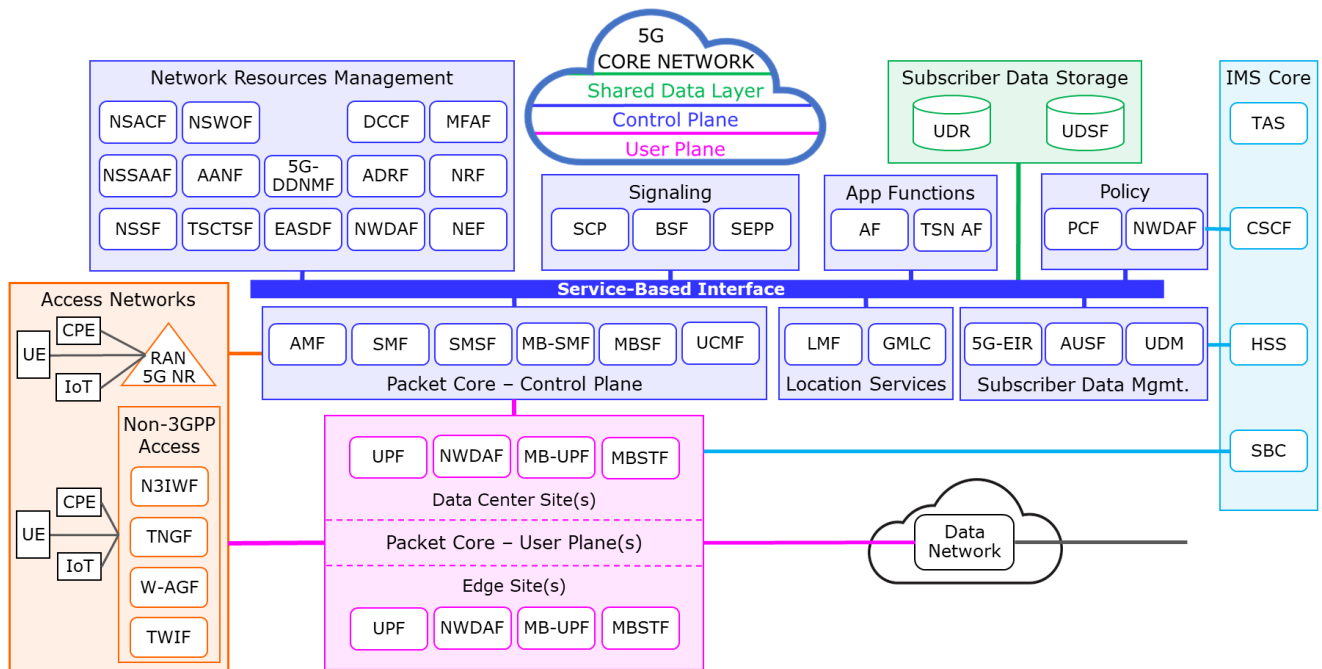 5G
CORE NETWORK
Shared Data Layer
Control Plane
User Plane
Network Resources Management
NSACF
NSWOF
DCCF
MFAF
NSSAAF
AANF
5G-
DDNMF
ADRF
NRF
NSSF
TSCTSF
EASDF
NWDAF
NEF
Signaling
SCP
BSF
SEPP
App Functions
AF
TSN AF
Subscriber Data Storage
UDR
UDSF
Policy
PCF
NWDAF
IMS Core
TAS
CSCF
HSS
SBC
Service-Based Interface
Access Networks
CPE
UE
IoT
RAN
5G NR
Non-3GPP
Access
CPE
UE
IoT
N3IWF
TNGF
W-AGF
TWIF
AMF
SMF
SMSF
MB-SMF
MBSF
UCMF
Packet Core – Control Plane
LMF
GMLC
Location Services
5G-EIR
AUSF
UDM
Subscriber Data Mgmt.
UPF
NWDAF
MB-UPF
MBSTF
Data Center Site(s)
Packet Core – User Plane(s)
Edge Site(s)
UPF
NWDAF
MB-UPF
MBSTF
Data
Network